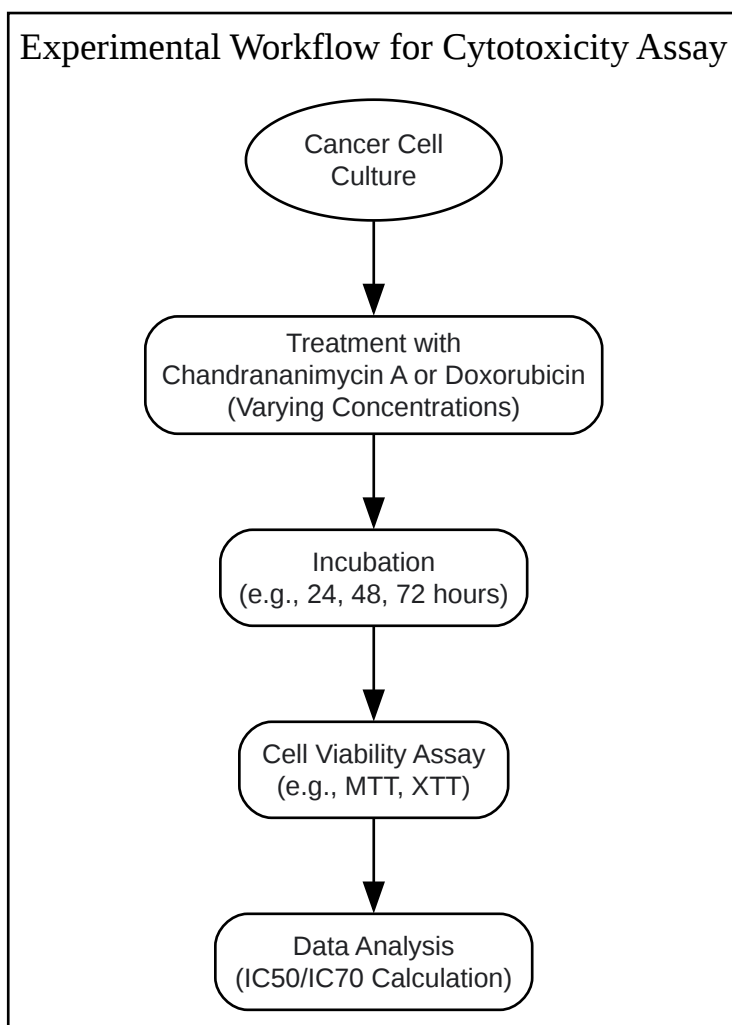 Experimental Workflow for Cytotoxicity Assay
Cancer Cell
Culture
Treatment with
Chandrananimycin A or Doxorubicin
(Varying Concentrations)
Incubation
(e.g., 24, 48, 72 hours)
Cell Viability Assay
(e.g., MTT, XTT)
Data Analysis
(IC50/IC70 Calculation)